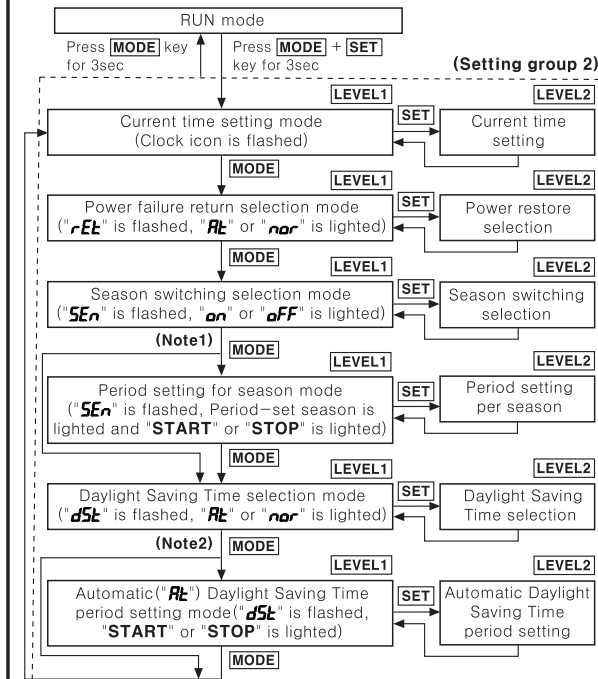 RUN mode
Press MODE key
for 3sec
Press MODE + SET
key for 3sec
(Setting group 2)
LEVEL1
LEVEL2
Current time setting mode
(Clock icon is flashed)
SET
Current time
setting
MODE
LEVEL1
LEVEL2
Power failure return selection mode
("rEt" is flashed, "At" or "nor" is lighted)
SET
Power restore
selection
MODE
LEVEL1
LEVEL2
Season switching selection mode
("SEn" is flashed, "on" or "oFF" is lighted)
SET
Season switching
selection
(Note1)
MODE
LEVEL1
LEVEL2
Period setting for season mode
("SEn" is flashed, Period-set season is
lighted and "START" or "STOP" is lighted)
SET
Period setting
per season
MODE
LEVEL1
LEVEL2
Daylight Saving Time selection mode
("dSt" is flashed, "At" or "nor" is lighted)
SET
Daylight Saving
Time selection
(Note2)
MODE
LEVEL1
LEVEL2
Automatic("At") Daylight Saving Time
period setting mode("dSt" is flashed,
"START" or "STOP" is lighted)
SET
Automatic Daylight
Saving Time
period setting
MODE